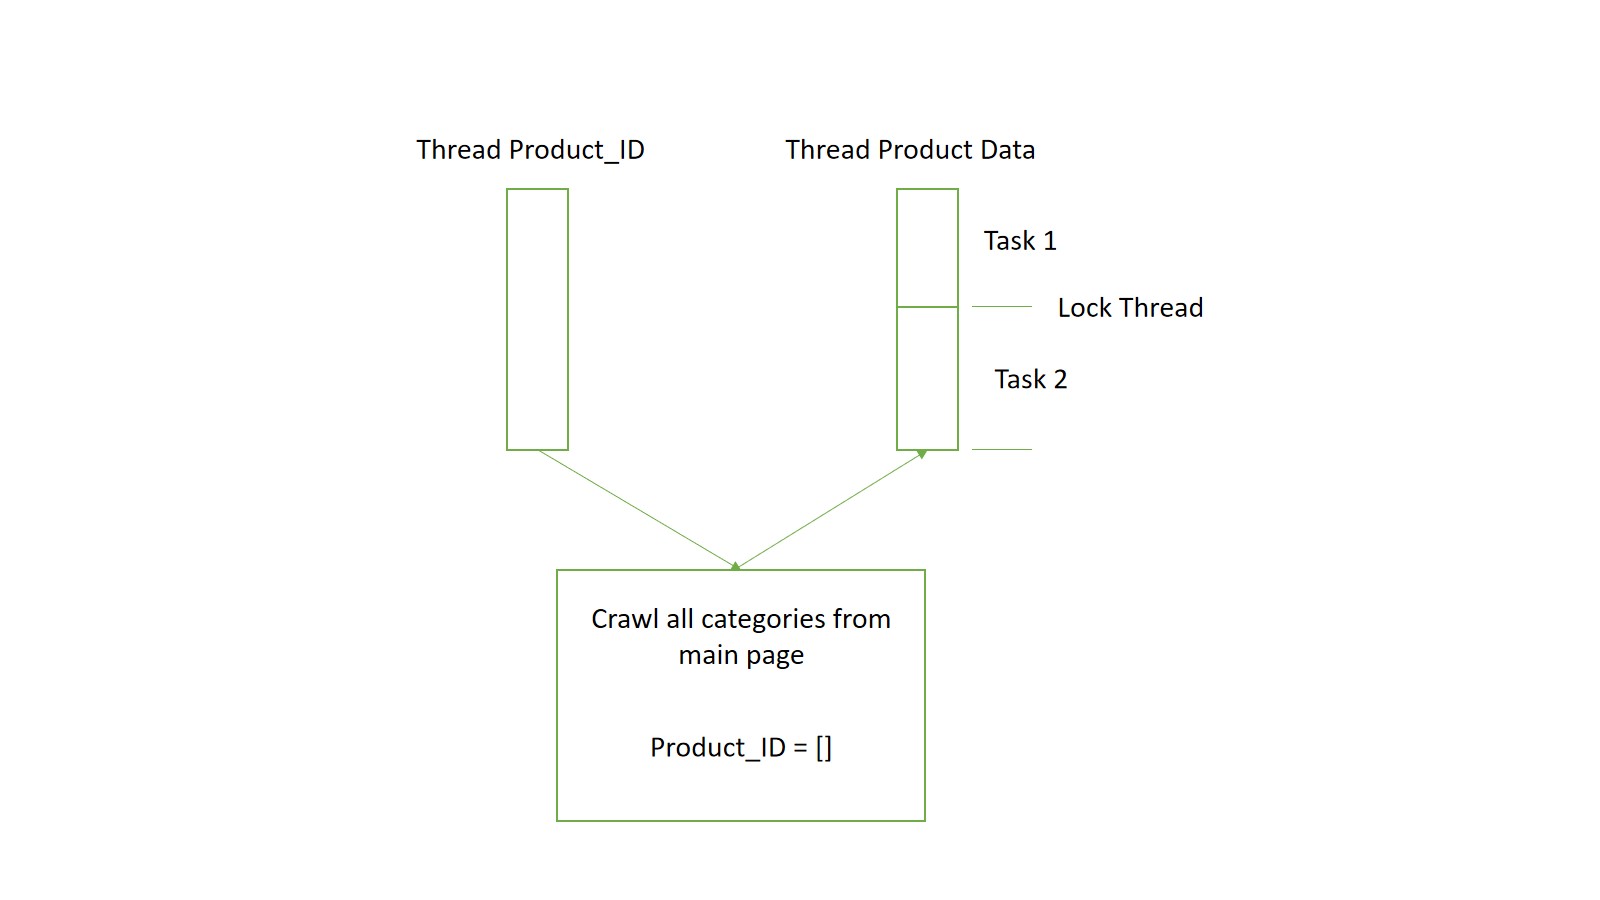 Thread Product_ID
Thread Product Data
Task 1
Lock Thread
Task 2
Crawl all categories from
main page
Product_ID = []